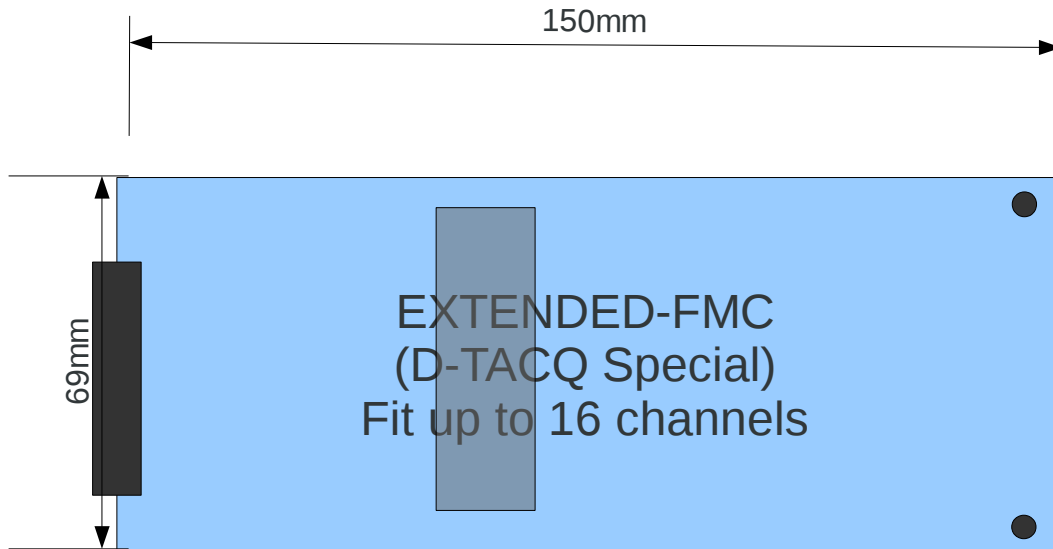 150mm
69mm
EXTENDED-FMC
(D-TACQ Special)
Fit up to 16 channels